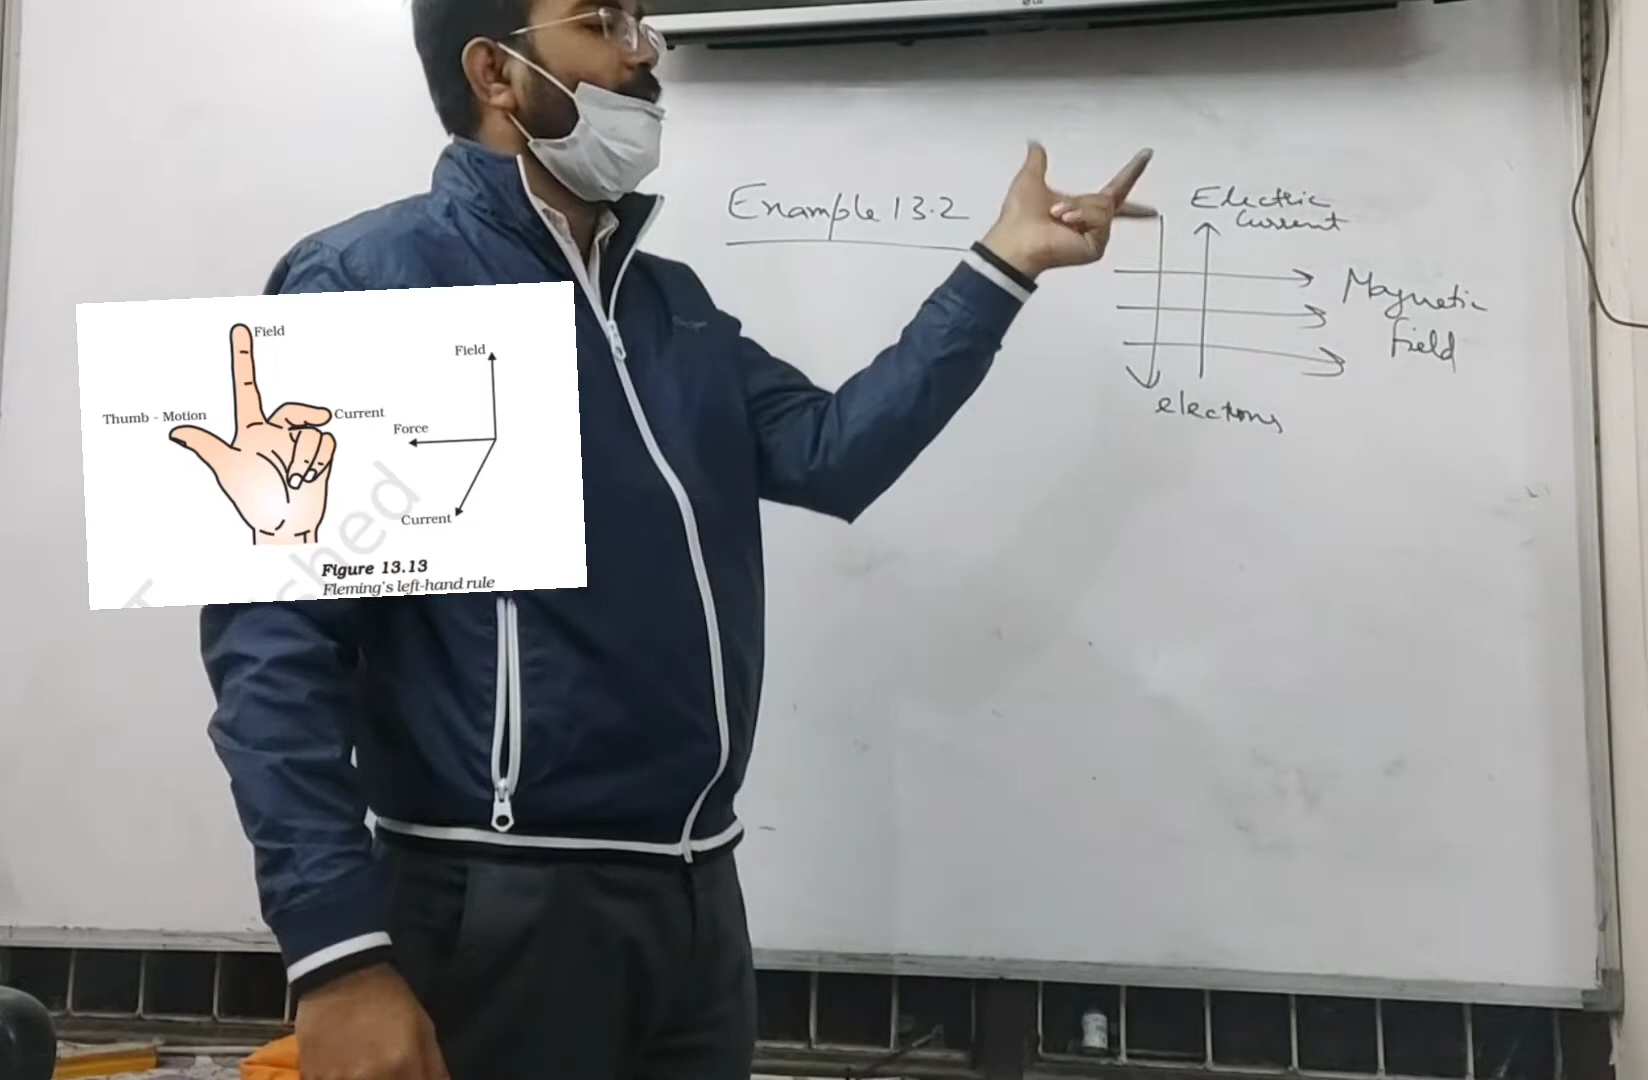 Example 13.2
Electric
Current
Magnetic
field
electrons
Field
Thumb - Motion
Current
Field
Force
Current
Figure 13.13
Fleming's left-hand rule
shed